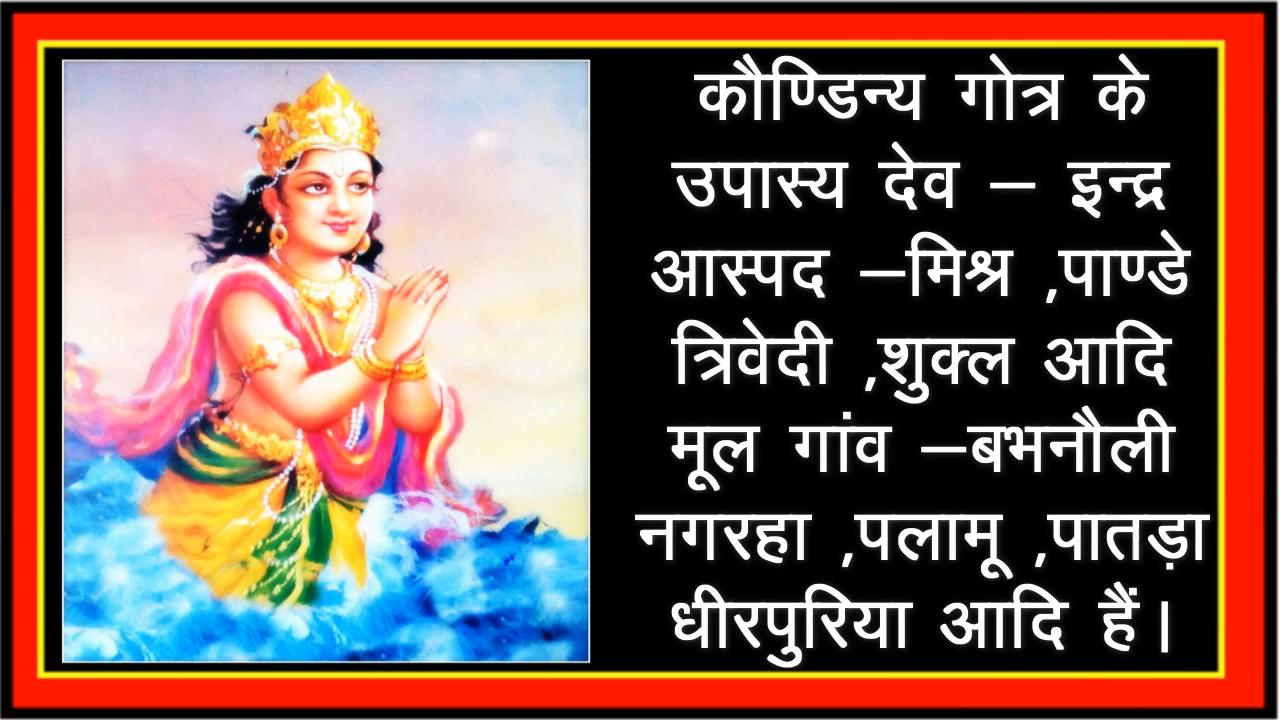 कौण्डिन्य गोत्र के
उपास्य देव – इन्द्र
आस्पद –मिश्र ,पाण्डे
त्रिवेदी ,शुक्ल आदि
मूल गांव –बभनौली
नगरहा ,पलामू ,पातड़ा
धीरपुरिया आदि हैं।